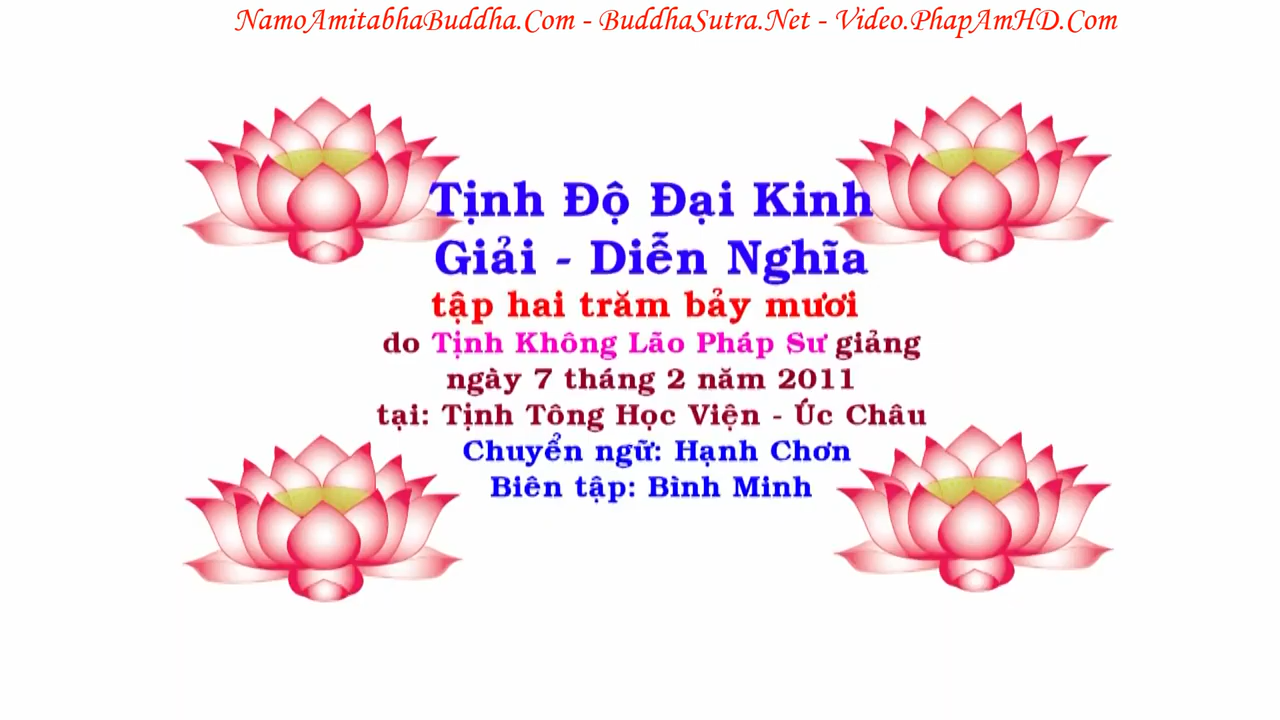 NamoAmitabhaBuddha.Com - BuddhaSutra.Net - Video.PhapAmHD.Com
Tịnh Độ Đại Kinh
Giải - Diễn Nghĩa
tập hai trăm bảy mươi
do Tịnh Không Lão Pháp Sư giảng
ngày 7 tháng 2 năm 2011
tại: Tịnh Tông Học Viện - Úc Châu
Chuyển ngữ: Hạnh Chơn
Biên tập: Bình Minh